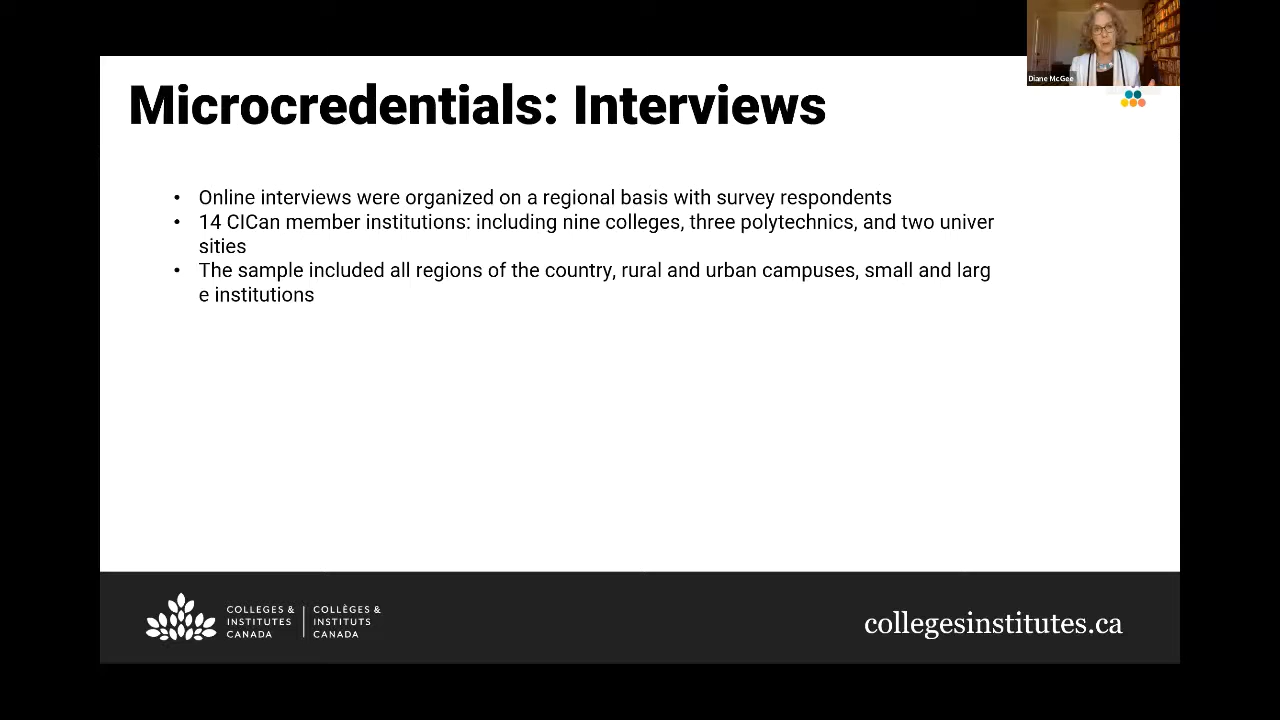 Diane McGee
Microcredentials: Interviews
• Online interviews were organized on a regional basis with survey respondents
• 14 CICan member institutions: including nine colleges, three polytechnics, and two univer
sities
• The sample included all regions of the country, rural and urban campuses, small and larg
e institutions
COLLEGES &
INSTITUTES
CANADA
COLLÈGES &
INSTITUTS
CANADA
collegesinstitutes.ca